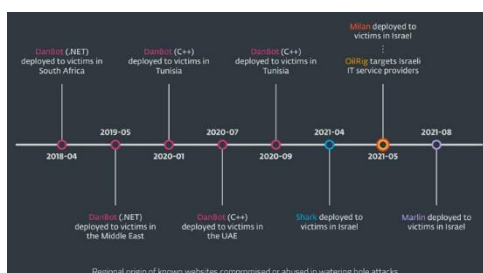 Milan deployed to
victims in Israel
DanBot (.NET)
deployed to victims in
South Africa
DanBot (C++)
deployed to victims in
Tunisia
DanBot (C++)
deployed to victims in
Tunisia
OilRig targets Israeli
IT service providers
2019-05
2020-07
2021-04
2021-08
2018-04
2020-01
2020-09
2021-05
DanBot (.NET)
deployed to victims in
the Middle East
DanBot (C++)
deployed to victims in
the UAE
Shark deployed to
victims in Israel
Marlin deployed to
victims in Israel
Regional origin of known websites compromised or abused in watering hole attacks